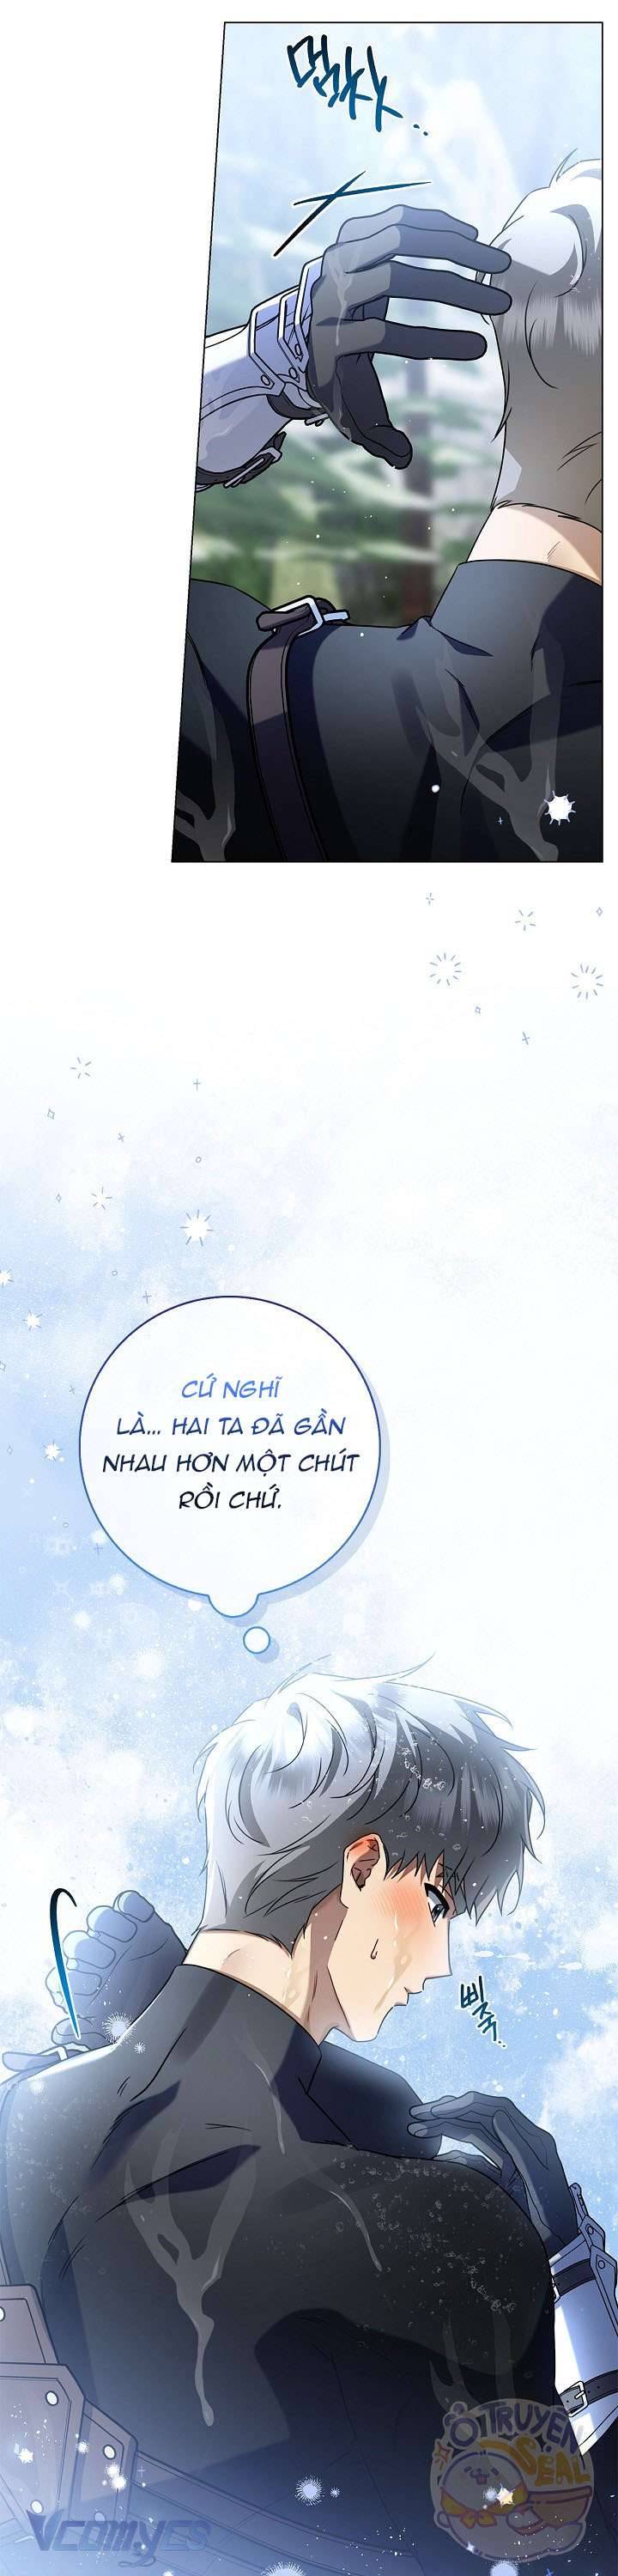 멈칫..
CỨ NGHĨ
LÀ... HAI TA ĐÃ GẦN
NHAU HƠN MỘT CHÚT
RỒI CHỨ.
삐죽..
Ổ TRUYỆN
SEAL
Vcomyes